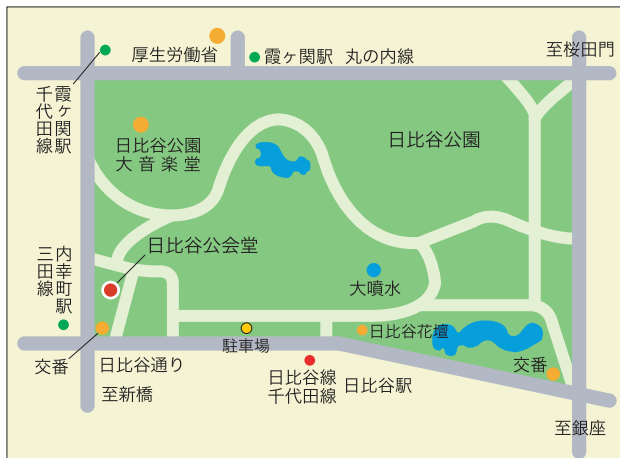 厚生労働省
霞ヶ関駅 丸の内線
至桜田門
霞ヶ関駅
千代田線
日比谷公園
大音楽堂
日比谷公園
日比谷公会堂
内幸町駅
三田線
大噴水
日比谷花壇
駐車場
交番
日比谷通り
至新橋
日比谷線
千代田線
日比谷駅
交番
至銀座